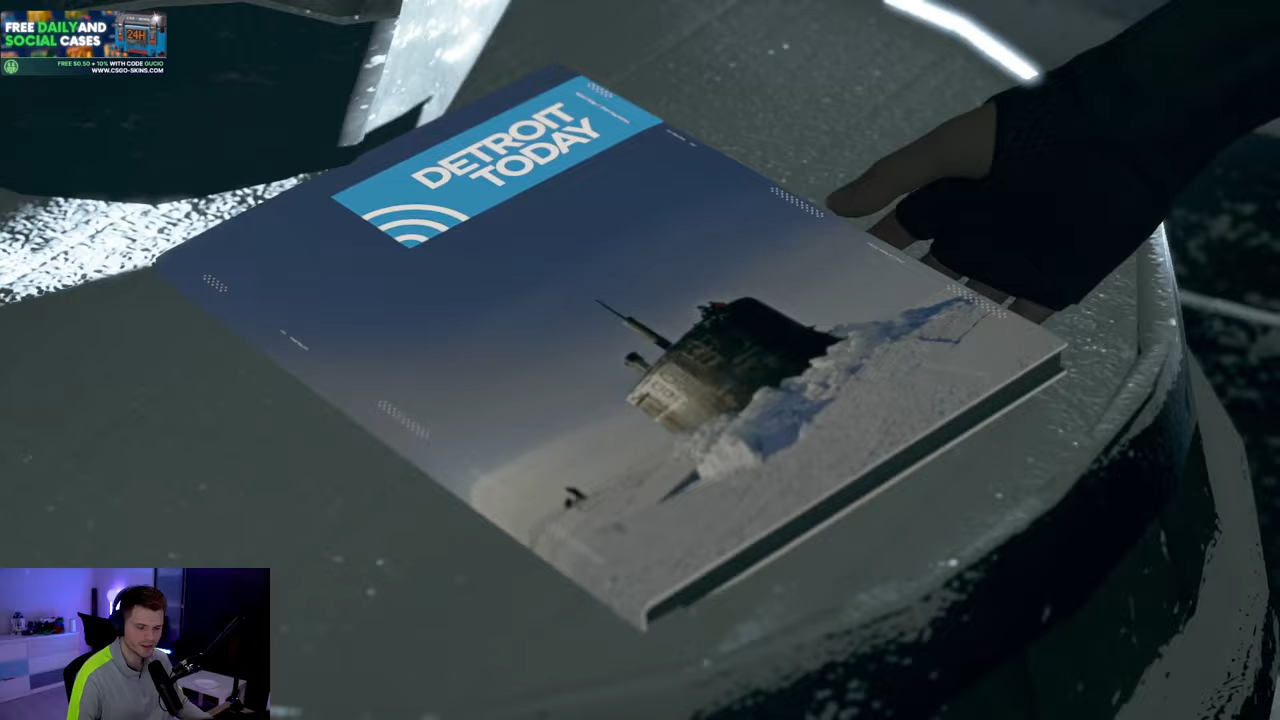 FREE DAILY AND
SOCIAL CASES
24H
FREE $0.50 + 10% WITH CODE GUCIO
WWW.CSGO-SKINS.COM
DETROIT
TODAY